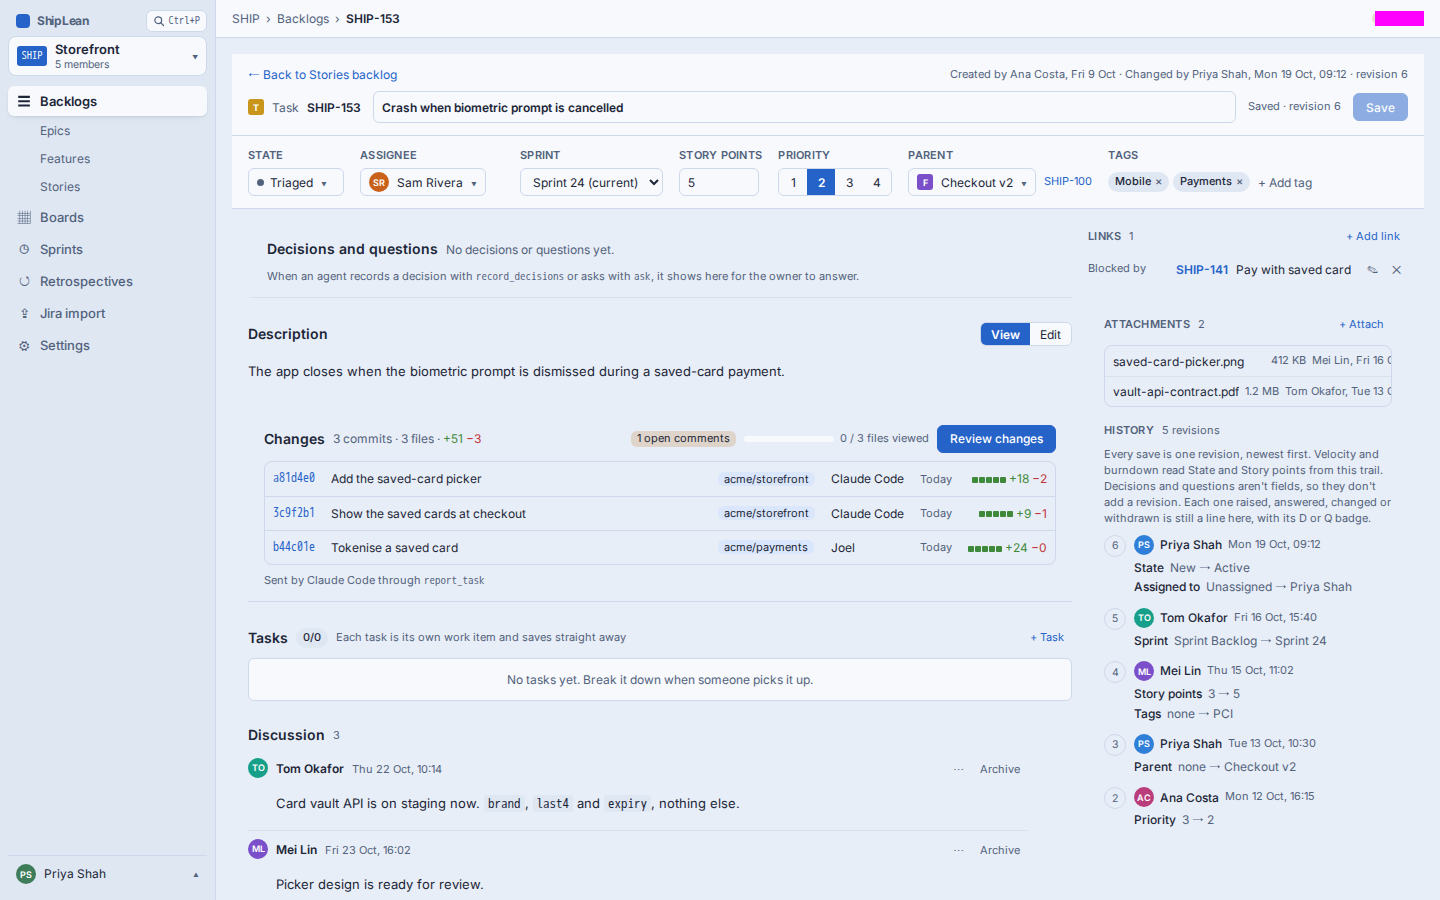 ShipLean
Ctrl+P
SHIP
Storefront
5 members
Backlogs
Epics
Features
Stories
Boards
Sprints
Retrospectives
Jira import
Settings
Priya Shah
PS
SHIP › Backlogs › SHIP-153
← Back to Stories backlog
Created by Ana Costa, Fri 9 Oct · Changed by Priya Shah, Mon 19 Oct, 09:12 · revision 6
T Task SHIP-153 Crash when biometric prompt is cancelled
Saved · revision 6
Save
STATE
Triaged
ASSIGNEE
SR Sam Rivera
SPRINT
Sprint 24 (current)
STORY POINTS
5
PRIORITY
1 2 3 4
PARENT
F Checkout v2 SHIP-100
TAGS
Mobile × Payments × + Add tag
Decisions and questions No decisions or questions yet.
When an agent records a decision with record_decisions or asks with ask, it shows here for the owner to answer.
Description
View Edit
The app closes when the biometric prompt is dismissed during a saved-card payment.
Changes 3 commits · 3 files · +51 −3
1 open comments
0 / 3 files viewed
Review changes
a81d4e0 Add the saved-card picker acme/storefront Claude Code Today +18 −2
3c9f2b1 Show the saved cards at checkout acme/storefront Claude Code Today +9 −1
b44c01e Tokenise a saved card acme/payments Joel Today +24 −0
Sent by Claude Code through report_task
Tasks 0/0 Each task is its own work item and saves straight away
+ Task
No tasks yet. Break it down when someone picks it up.
Discussion 3
TO Tom Okafor Thu 22 Oct, 10:14
··· Archive
Card vault API is on staging now. brand, last4 and expiry, nothing else.
ML Mei Lin Fri 23 Oct, 16:02
··· Archive
Picker design is ready for review.
LINKS 1
+ Add link
Blocked by SHIP-141 Pay with saved card
ATTACHMENTS 2
+ Attach
saved-card-picker.png 412 KB Mei Lin, Fri 16
vault-api-contract.pdf 1.2 MB Tom Okafor, Tue 13
HISTORY 5 revisions
Every save is one revision, newest first. Velocity and
burndown read State and Story points from this trail.
Decisions and questions aren't fields, so they don't
add a revision. Each one raised, answered, changed or
withdrawn is still a line here, with its D or Q badge.
6 PS Priya Shah Mon 19 Oct, 09:12
State New → Active
Assigned to Unassigned → Priya Shah
5 TO Tom Okafor Fri 16 Oct, 15:40
Sprint Sprint Backlog → Sprint 24
4 ML Mei Lin Thu 15 Oct, 11:02
Story points 3 → 5
Tags none → PCI
3 PS Priya Shah Tue 13 Oct, 10:30
Parent none → Checkout v2
2 AC Ana Costa Mon 12 Oct, 16:15
Priority 3 → 2